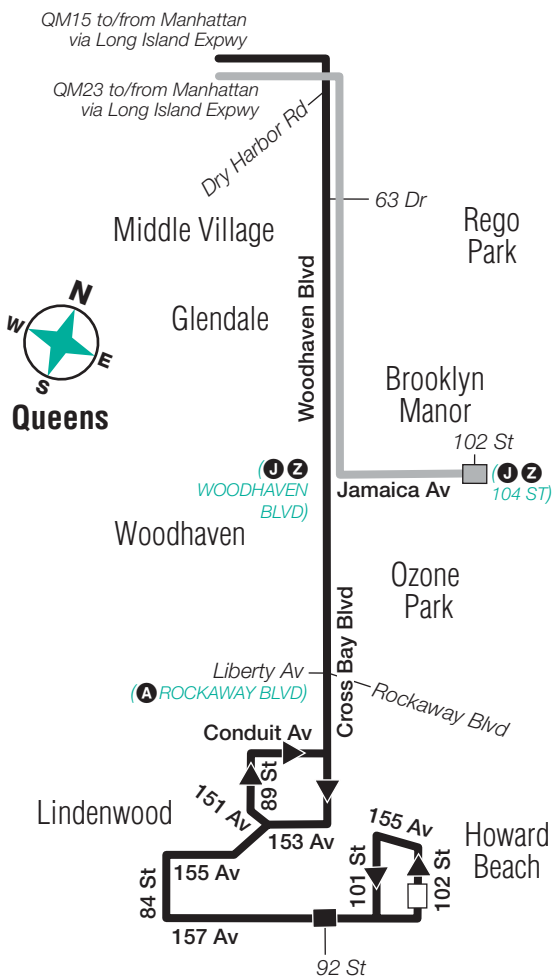 QM15 to/from Manhattan
via Long Island Expwy
QM23 to/from Manhattan
via Long Island Expwy
Dry Harbor Rd
63 Dr
Middle Village
Rego
Park
Woodhaven Blvd
Glendale
N
W
E
S
Queens
Brooklyn
Manor
102 St
(J Z
WOODHAVEN
BLVD)
Jamaica Av
(J Z
104 ST)
Woodhaven
Ozone
Park
Cross Bay Blvd
Liberty Av
(A ROCKAWAY BLVD)
Rockaway Blvd
Conduit Av
89 St
151 Av
Lindenwood
153 Av
155 Av
Howard
Beach
155 Av
84 St
101 St
102 St
157 Av
92 St